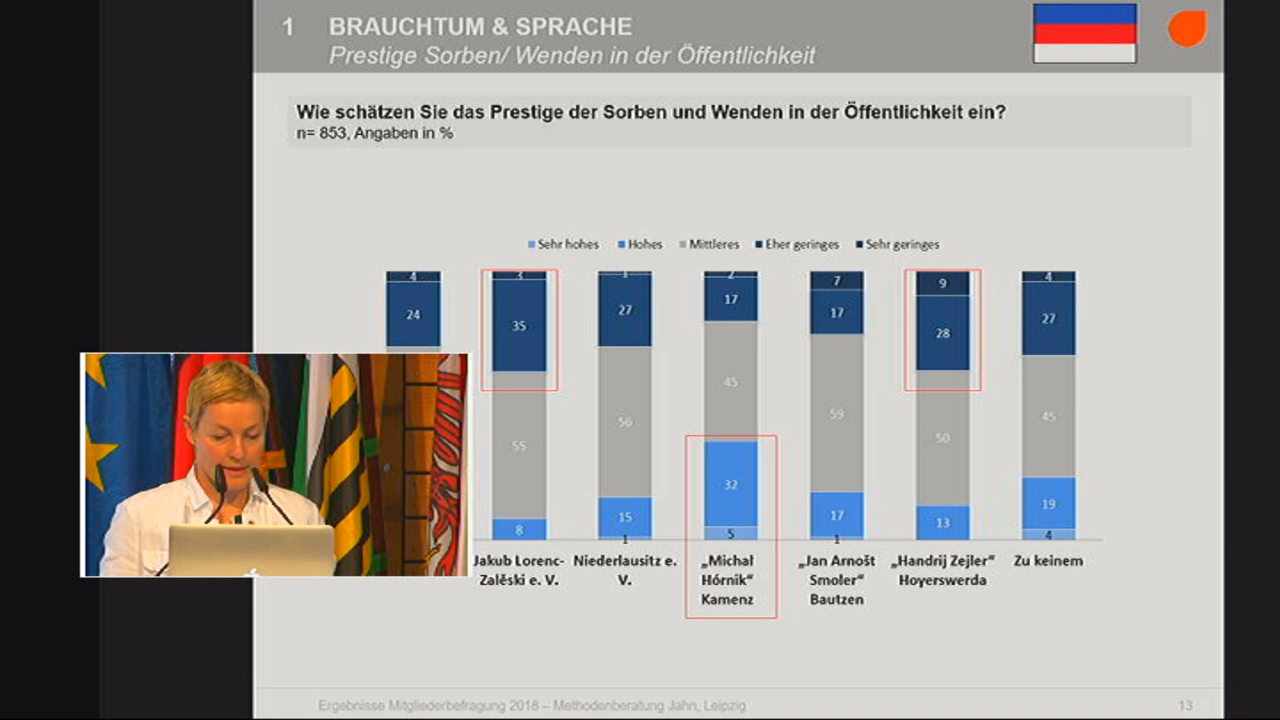 1 BRAUCHTUM & SPRACHE
Prestige Sorben/ Wenden in der Öffentlichkeit
Wie schätzen Sie das Prestige der Sorben und Wenden in der Öffentlichkeit ein?
n= 853, Angaben in %
Sehr hohes Hohes Mittleres Eher geringes Sehr geringes
4 3 1 2 7 9 4
24 35 27 17 17 28 27
55 56 45 59 50 45
8 15 32 17 13 19
1 5 1 4
Jakub Lorenc- Niederlausitz e. „Michał „Jan Arnošt „Handrij Zejler“ Zu keinem
Zalěski e. V. V. Hórnik“ Smoler“ Hoyerswerda
Kamenz Bautzen
Ergebnisse Mitgliederbefragung 2018 – Methodenberatung Jahn, Leipzig 13